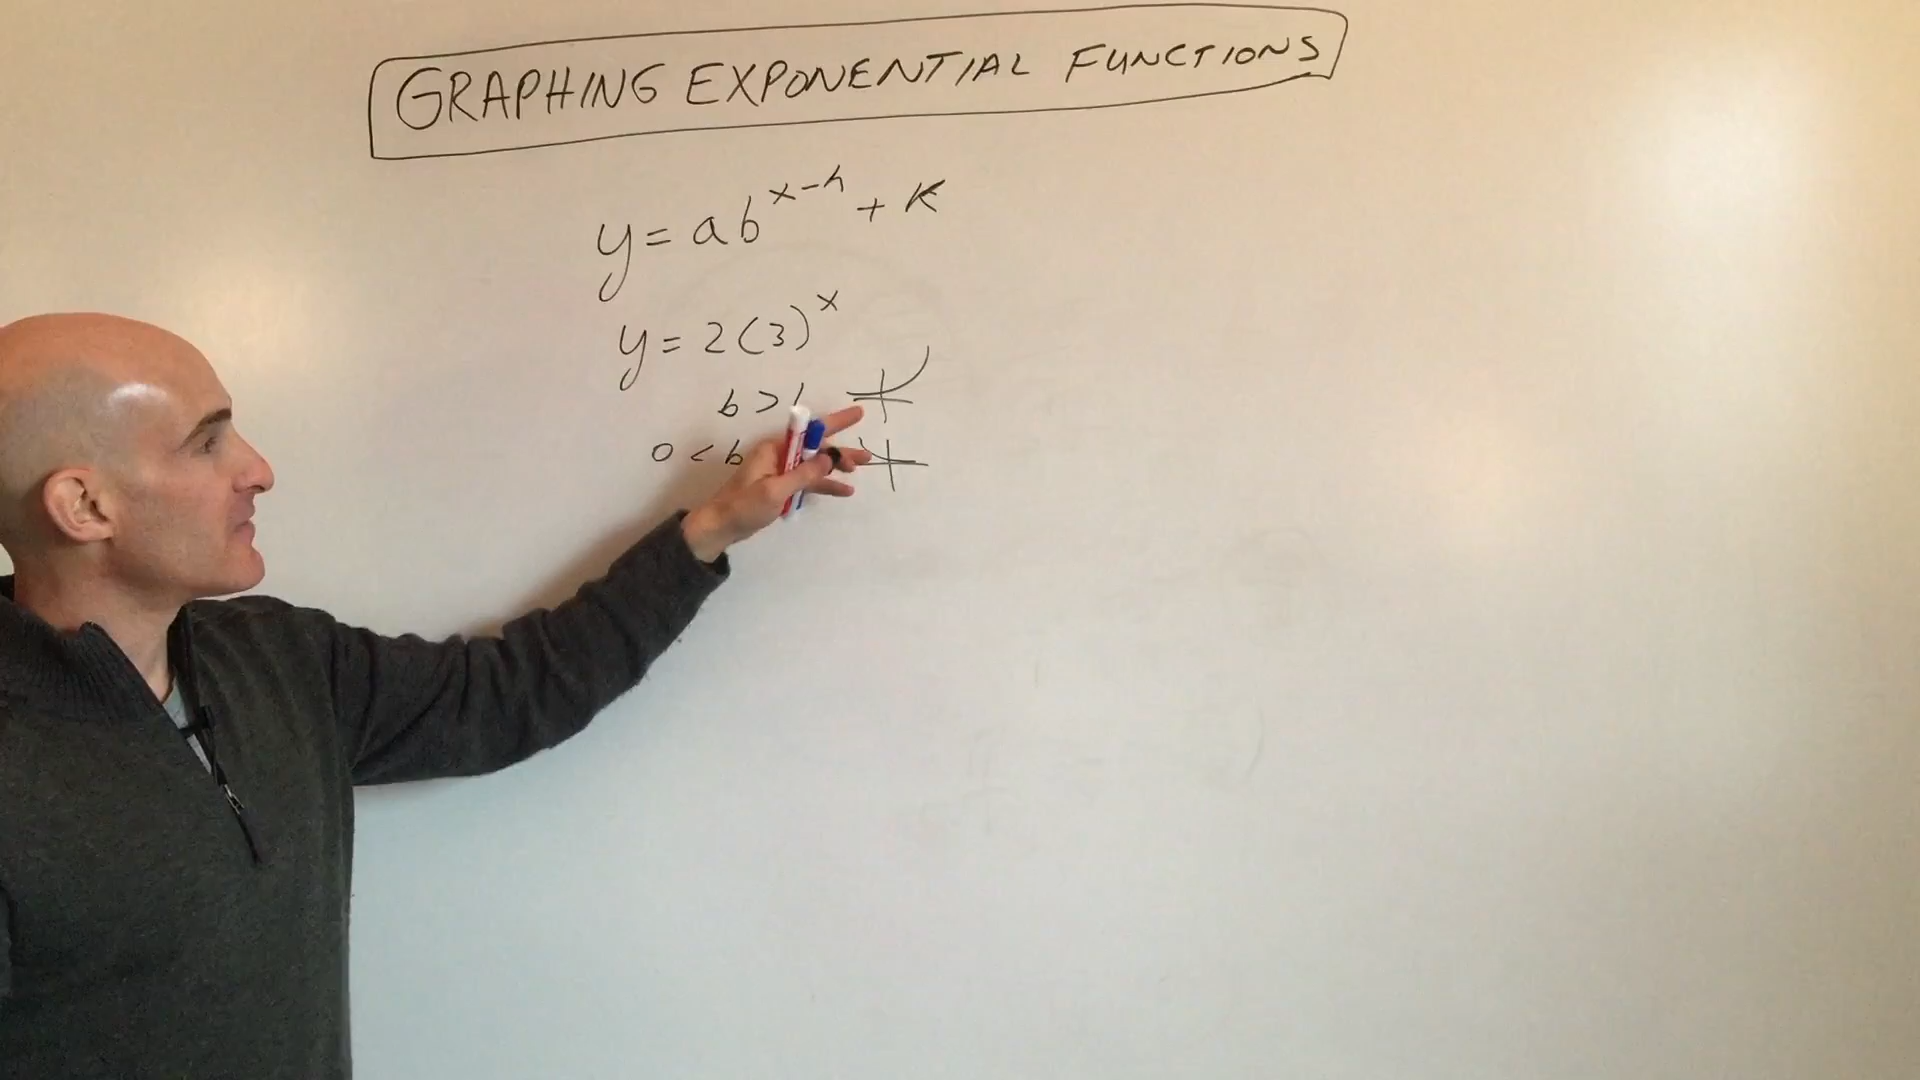 GRAPHING EXPONENTIAL FUNCTIONS
y = ab^{x-h} + k
y = 2(3)^x
b > 1
0 < b